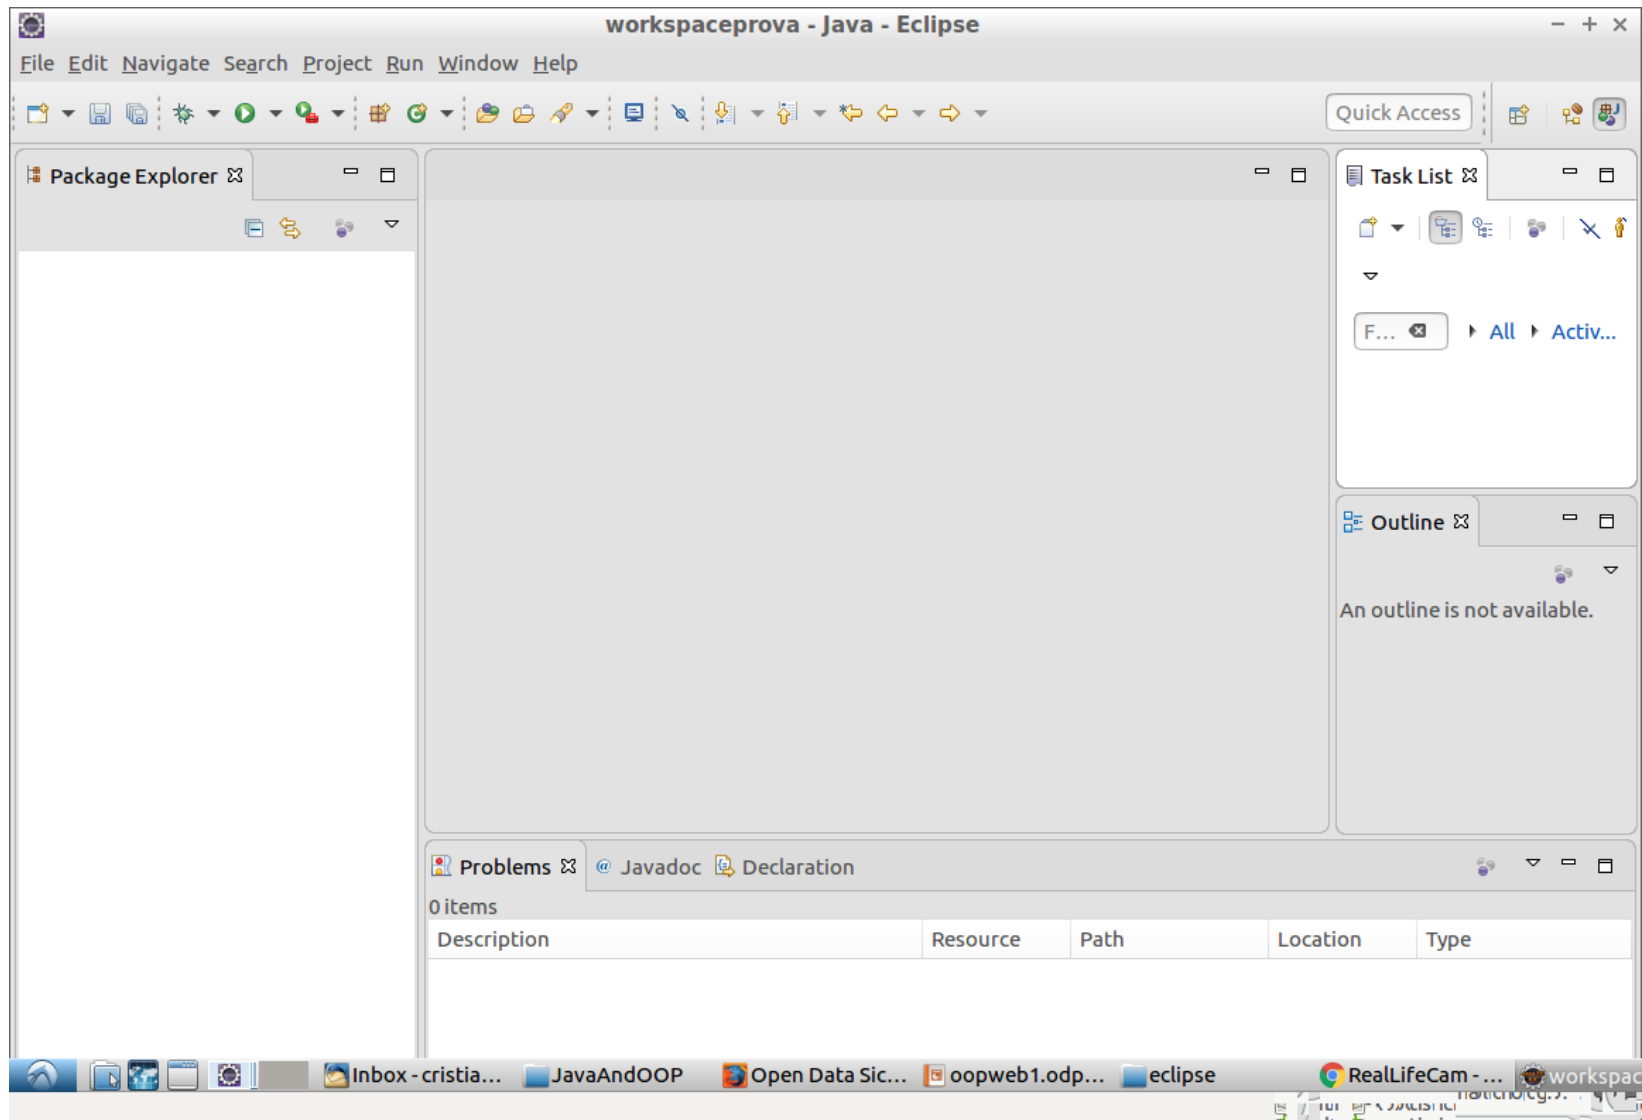 workspaceprova - Java - Eclipse
File Edit Navigate Search Project Run Window Help
Quick Access
Package Explorer
Task List
F... All Activ...
Outline
An outline is not available.
Problems @ Javadoc Declaration
0 items
Description Resource Path Location Type
Inbox - cristia... JavaAndOOP Open Data Sic... oopweb1.odp... eclipse RealLifeCam - ... workspac